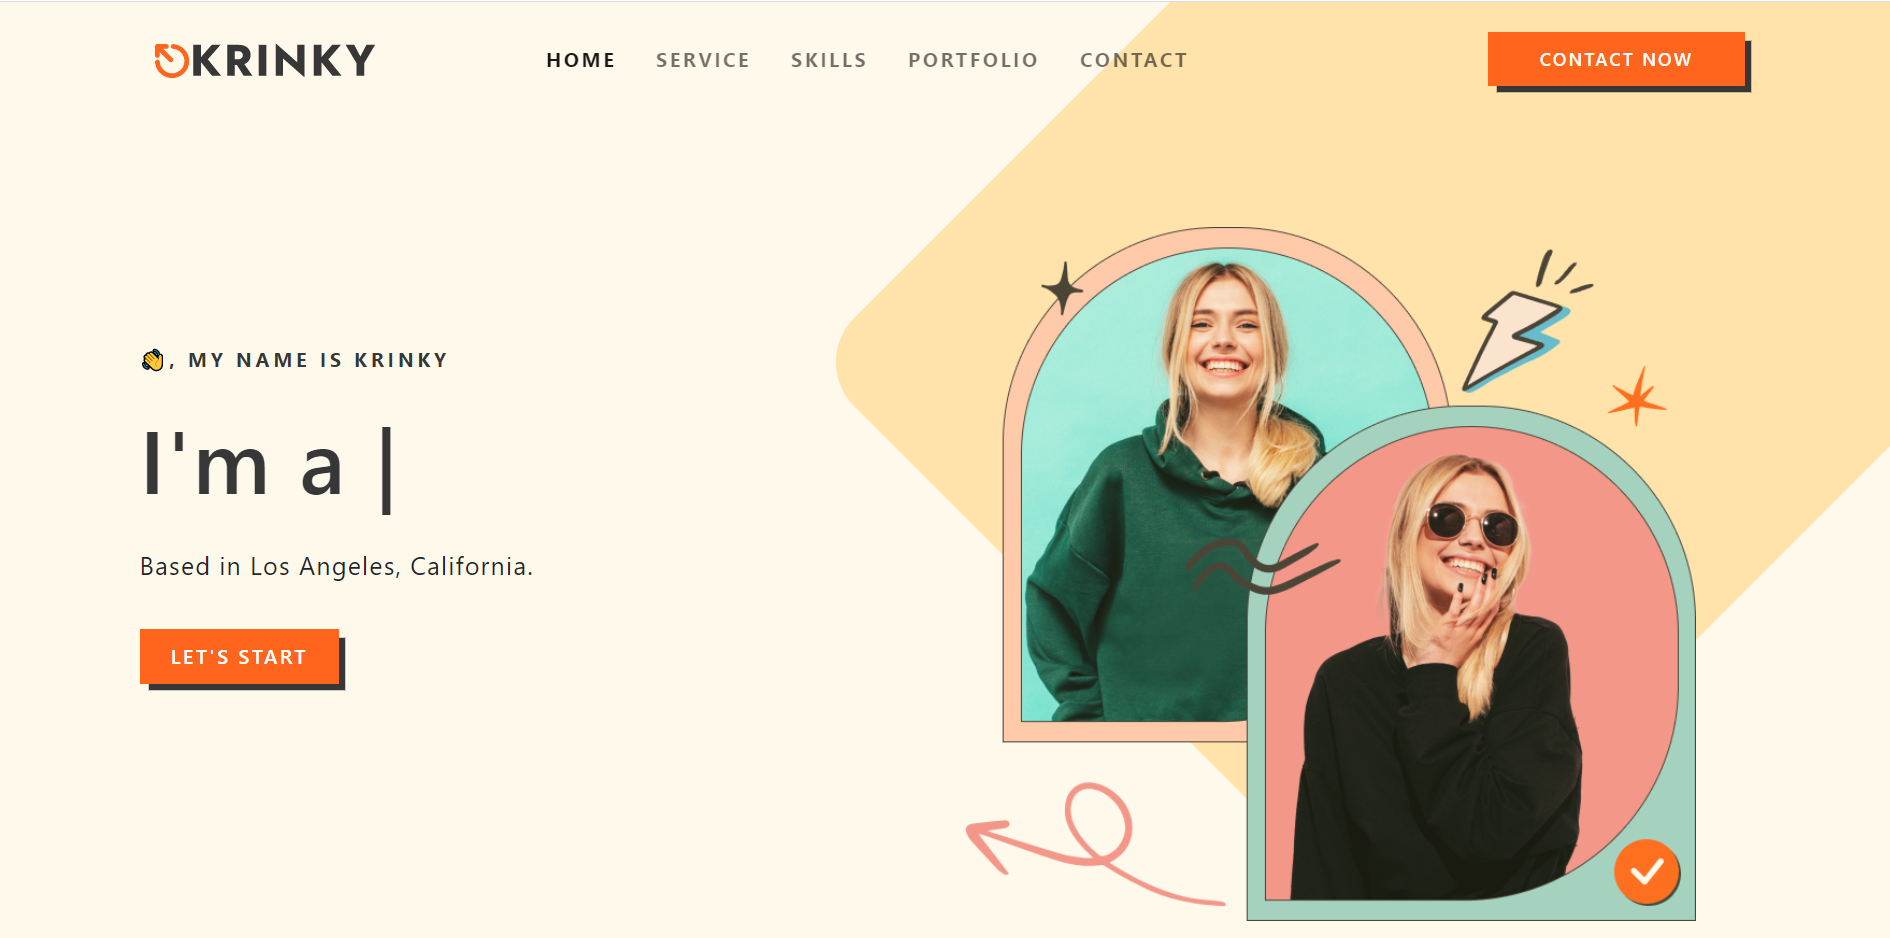 KRINKY
HOME SERVICE SKILLS PORTFOLIO CONTACT
CONTACT NOW
👋, MY NAME IS KRINKY
I'm a |
Based in Los Angeles, California.
LET'S START